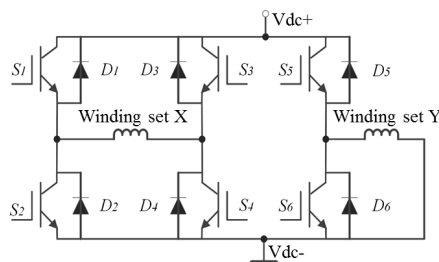 Vdc+
S1 D1 D3 S3 S5 D5
Winding set X Winding set Y
S2 D2 D4 S4 S6 D6
Vdc-